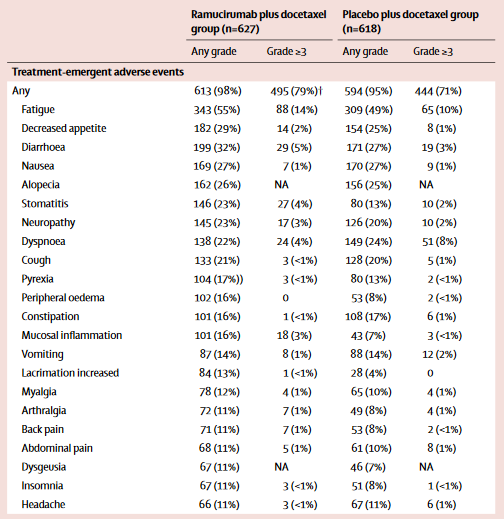 Ramucirumab plus docetaxel group (n=627) Placebo plus docetaxel group (n=618)
Any grade Grade ≥3 Any grade Grade ≥3
Treatment-emergent adverse events
Any 613 (98%) 495 (79%)† 594 (95%) 444 (71%)
Fatigue 343 (55%) 88 (14%) 309 (49%) 65 (10%)
Decreased appetite 182 (29%) 14 (2%) 154 (25%) 8 (1%)
Diarrhoea 199 (32%) 29 (5%) 171 (27%) 19 (3%)
Nausea 169 (27%) 7 (1%) 170 (27%) 9 (1%)
Alopecia 162 (26%) NA 156 (25%) NA
Stomatitis 146 (23%) 27 (4%) 80 (13%) 10 (2%)
Neuropathy 145 (23%) 17 (3%) 126 (20%) 10 (2%)
Dyspnoea 138 (22%) 24 (4%) 149 (24%) 51 (8%)
Cough 133 (21%) 3 (<1%) 128 (20%) 5 (1%)
Pyrexia 104 (17%)) 3 (<1%) 80 (13%) 2 (<1%)
Peripheral oedema 102 (16%) 0 53 (8%) 2 (<1%)
Constipation 101 (16%) 1 (<1%) 108 (17%) 6 (1%)
Mucosal inflammation 101 (16%) 18 (3%) 43 (7%) 3 (<1%)
Vomiting 87 (14%) 8 (1%) 88 (14%) 12 (2%)
Lacrimation increased 84 (13%) 1 (<1%) 28 (4%) 0
Myalgia 78 (12%) 4 (1%) 65 (10%) 4 (1%)
Arthralgia 72 (11%) 7 (1%) 49 (8%) 4 (1%)
Back pain 71 (11%) 7 (1%) 53 (8%) 2 (<1%)
Abdominal pain 68 (11%) 5 (1%) 61 (10%) 8 (1%)
Dysgeusia 67 (11%) NA 46 (7%) NA
Insomnia 67 (11%) 3 (<1%) 51 (8%) 1 (<1%)
Headache 66 (11%) 3 (<1%) 67 (11%) 6 (1%)